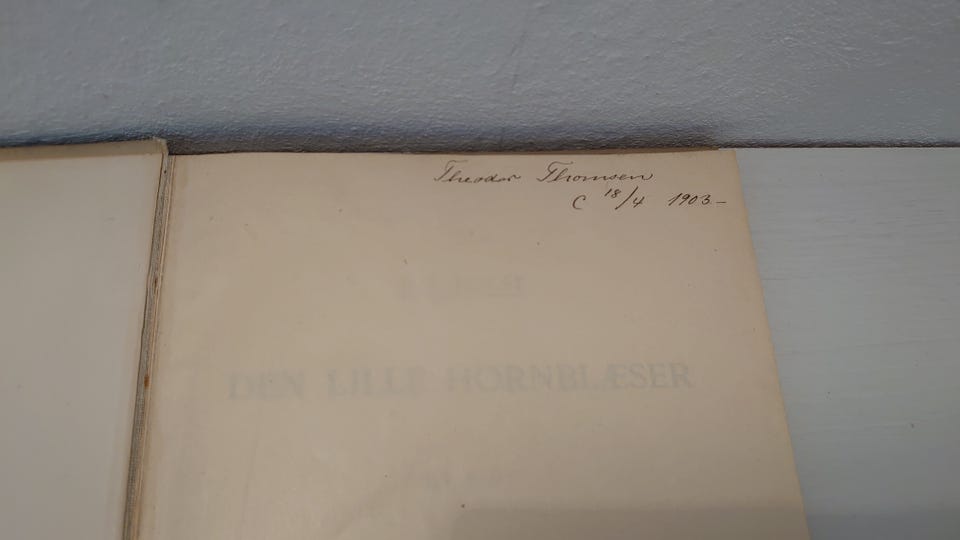 Theodor Thomsen
C 18/4 1903-
DEN LILLE HORNBLÆSER